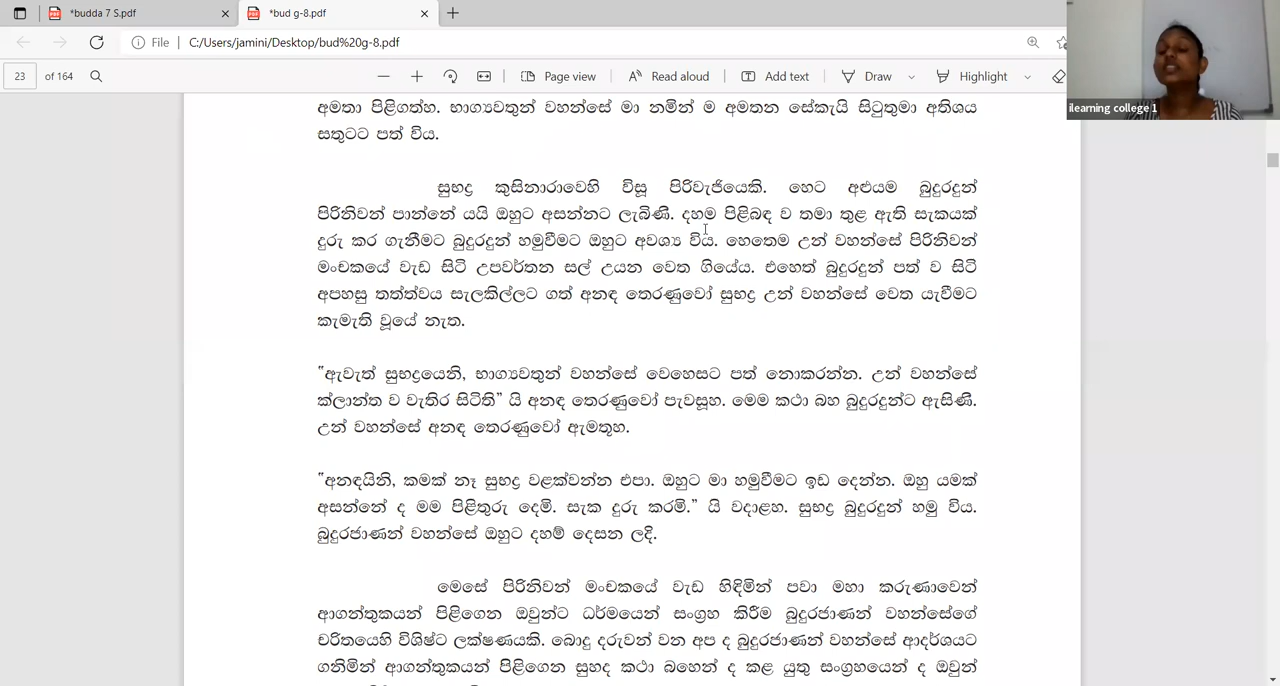 *budda 7 S.pdf
*bud g-8.pdf
File
C:/Users/jamini/Desktop/bud%20g-8.pdf
23 of 164
Page view
Read aloud
Add text
Draw
Highlight
ilearning college 1
අමතා පිළිගත්හ. භාග්‍යවතුන් වහන්සේ මා නමින් ම අමතන සේකැයි සිටුතුමා අතිශය
සතුටට පත් විය.
සුභද්‍ර කුසිනාරාවෙහි විසූ පිරිවැජියෙකි. හෙට අළුයම බුදුරදුන්
පිරිනිවන් පාන්නේ යයි ඔහුට අසන්නට ලැබිණි. දහම පිළිබඳ ව තමා තුළ ඇති සැකයක්
දුරු කර ගැනීමට බුදුරදුන් හමුවීමට ඔහුට අවශ්‍ය විය. හෙතෙම උන් වහන්සේ පිරිනිවන්
මංචකයේ වැඩ සිටි උපවර්තන සල් උයන වෙත ගියේය. එහෙත් බුදුරදුන් පත් ව සිටි
අපහසු තත්ත්වය සැලකිල්ලට ගත් අනඳ තෙරණුවෝ සුභද්‍ර උන් වහන්සේ වෙත යැවීමට
කැමැති වූයේ නැත.
"ඇවැත් සුභද්‍රයෙනි, භාග්‍යවතුන් වහන්සේ වෙහෙසට පත් නොකරන්න. උන් වහන්සේ
ක්ලාන්ත ව වැතිර සිටිති" යි අනඳ තෙරණුවෝ පැවසූහ. මෙම කථා බහ බුදුරදුන්ට ඇසිණි.
උන් වහන්සේ අනඳ තෙරණුවෝ ඇමතූහ.
"අනඳයිනි, කමක් නෑ සුභද්‍ර වළක්වන්න එපා. ඔහුට මා හමුවීමට ඉඩ දෙන්න. ඔහු යමක්
අසන්නේ ද මම පිළිතුරු දෙමි. සැක දුරු කරමි." යි වදාළහ. සුභද්‍ර බුදුරදුන් හමු විය.
බුදුරජාණන් වහන්සේ ඔහුට දහම් දෙසන ලදි.
මෙසේ පිරිනිවන් මංචකයේ වැඩ හිඳිමින් පවා මහා කරුණාවෙන්
ආගන්තුකයන් පිළිගෙන ඔවුන්ට ධර්මයෙන් සංග්‍රහ කිරීම බුදුරජාණන් වහන්සේගේ
චරිතයෙහි විශිෂ්ට ලක්ෂණයකි. බොදු දරුවන් වන අප ද බුදුරජාණන් වහන්සේ ආදර්ශයට
ගනිමින් ආගන්තුකයන් පිළිගෙන සුහද කථා බහෙන් ද කළ යුතු සංග්‍රහයෙන් ද ඔවුන්